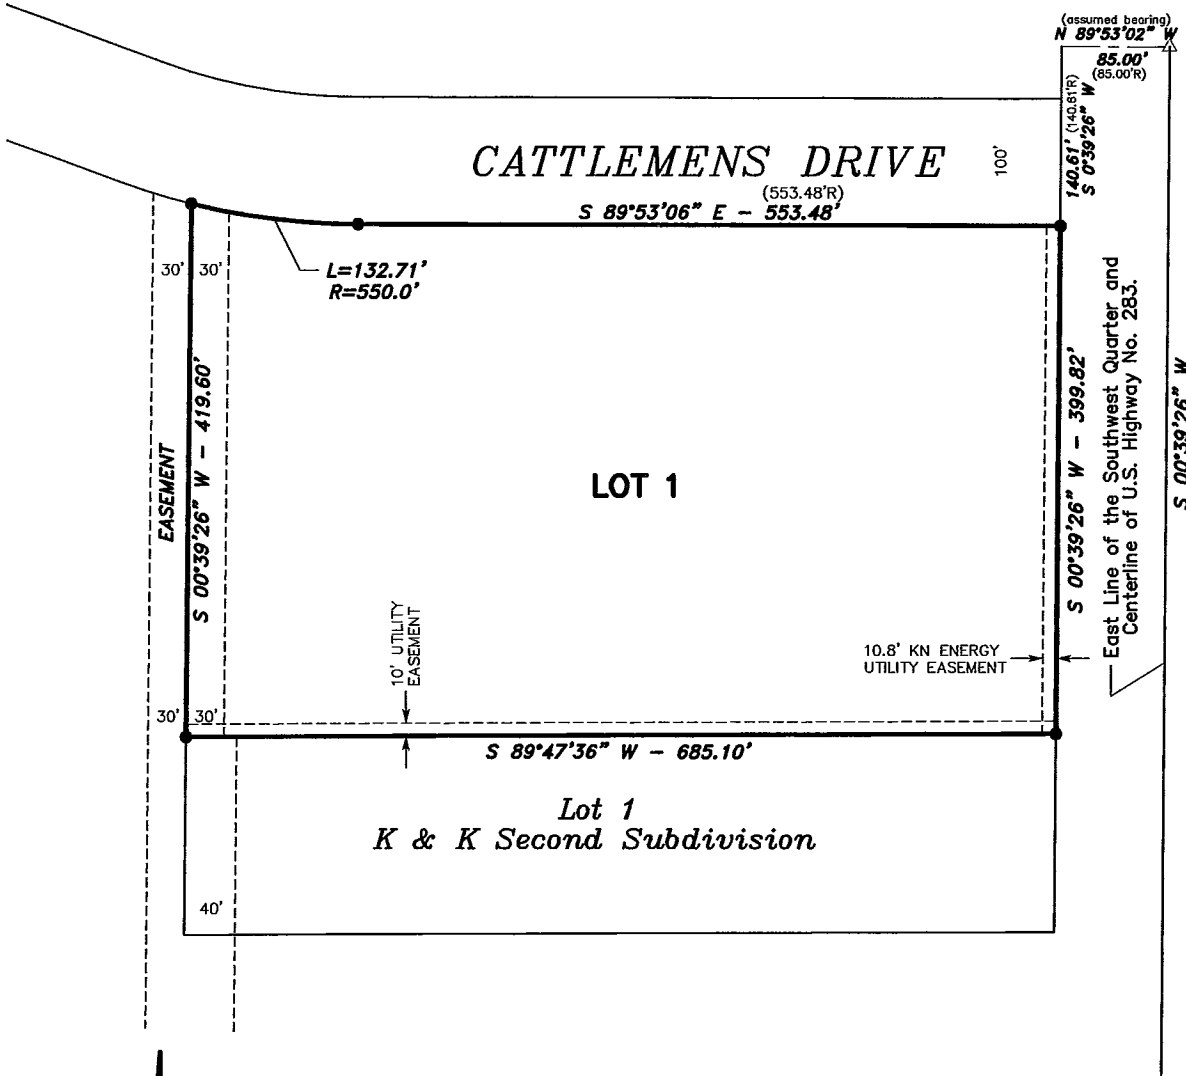 (assumed bearing)
N 89°53'02" W
85.00'
(85.00'R)
140.61' (140.61'R)
S 0°39'26" W
CATTLEMENS DRIVE
100'
(553.48'R)
S 89°53'06" E - 553.48'
30'
30'
L=132.71'
R=550.0'
EASEMENT
S 00°39'26" W - 419.60'
LOT 1
S 00°39'26" W - 399.82'
East Line of the Southwest Quarter and
Centerline of U.S. Highway No. 283.
S 00°39'26" W
10' UTILITY
EASEMENT
10.8' KN ENERGY
UTILITY EASEMENT
30'
30'
S 89°47'36" W - 685.10'
Lot 1
K & K Second Subdivision
40'